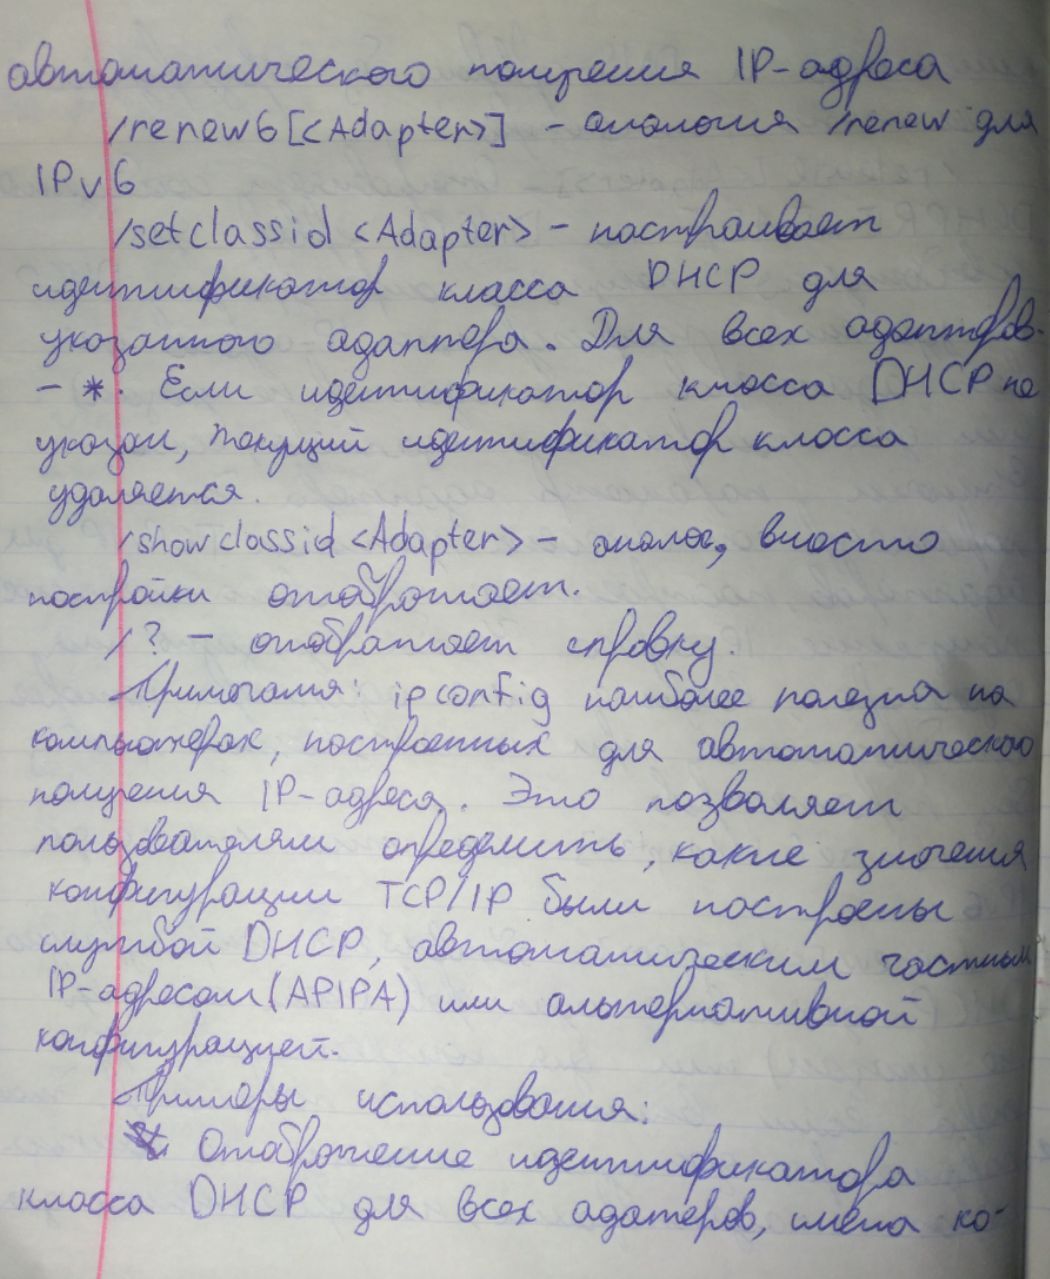 автоматического получения IP-адреса
/renew6[<Adapter>] - аналогия /renew для
IPv6
/setclassid <Adapter> - настраивает
идентификатор класса DHCP для
указанного адаптера. Для всех адаптеров-
- *. Если идентификатор класса DHCP не
указан, текущий идентификатор класса
удаляется.
/showclassid <Adapter> - аналог, вместо
настройки отображает.
/? - отображает справку.
Примечания: ipconfig наиболее полезна на
компьютерах, настроенных для автоматического
получения IP-адреса. Это позволяет
пользователям определить, какие значения
конфигурации TCP/IP были настроены
службой DHCP, автоматическим частным
IP-адресом (APIPA) или альтернативной
конфигурацией.
Примеры использования:
Отображение идентификатора
класса DHCP для всех адатеров, имена ко-